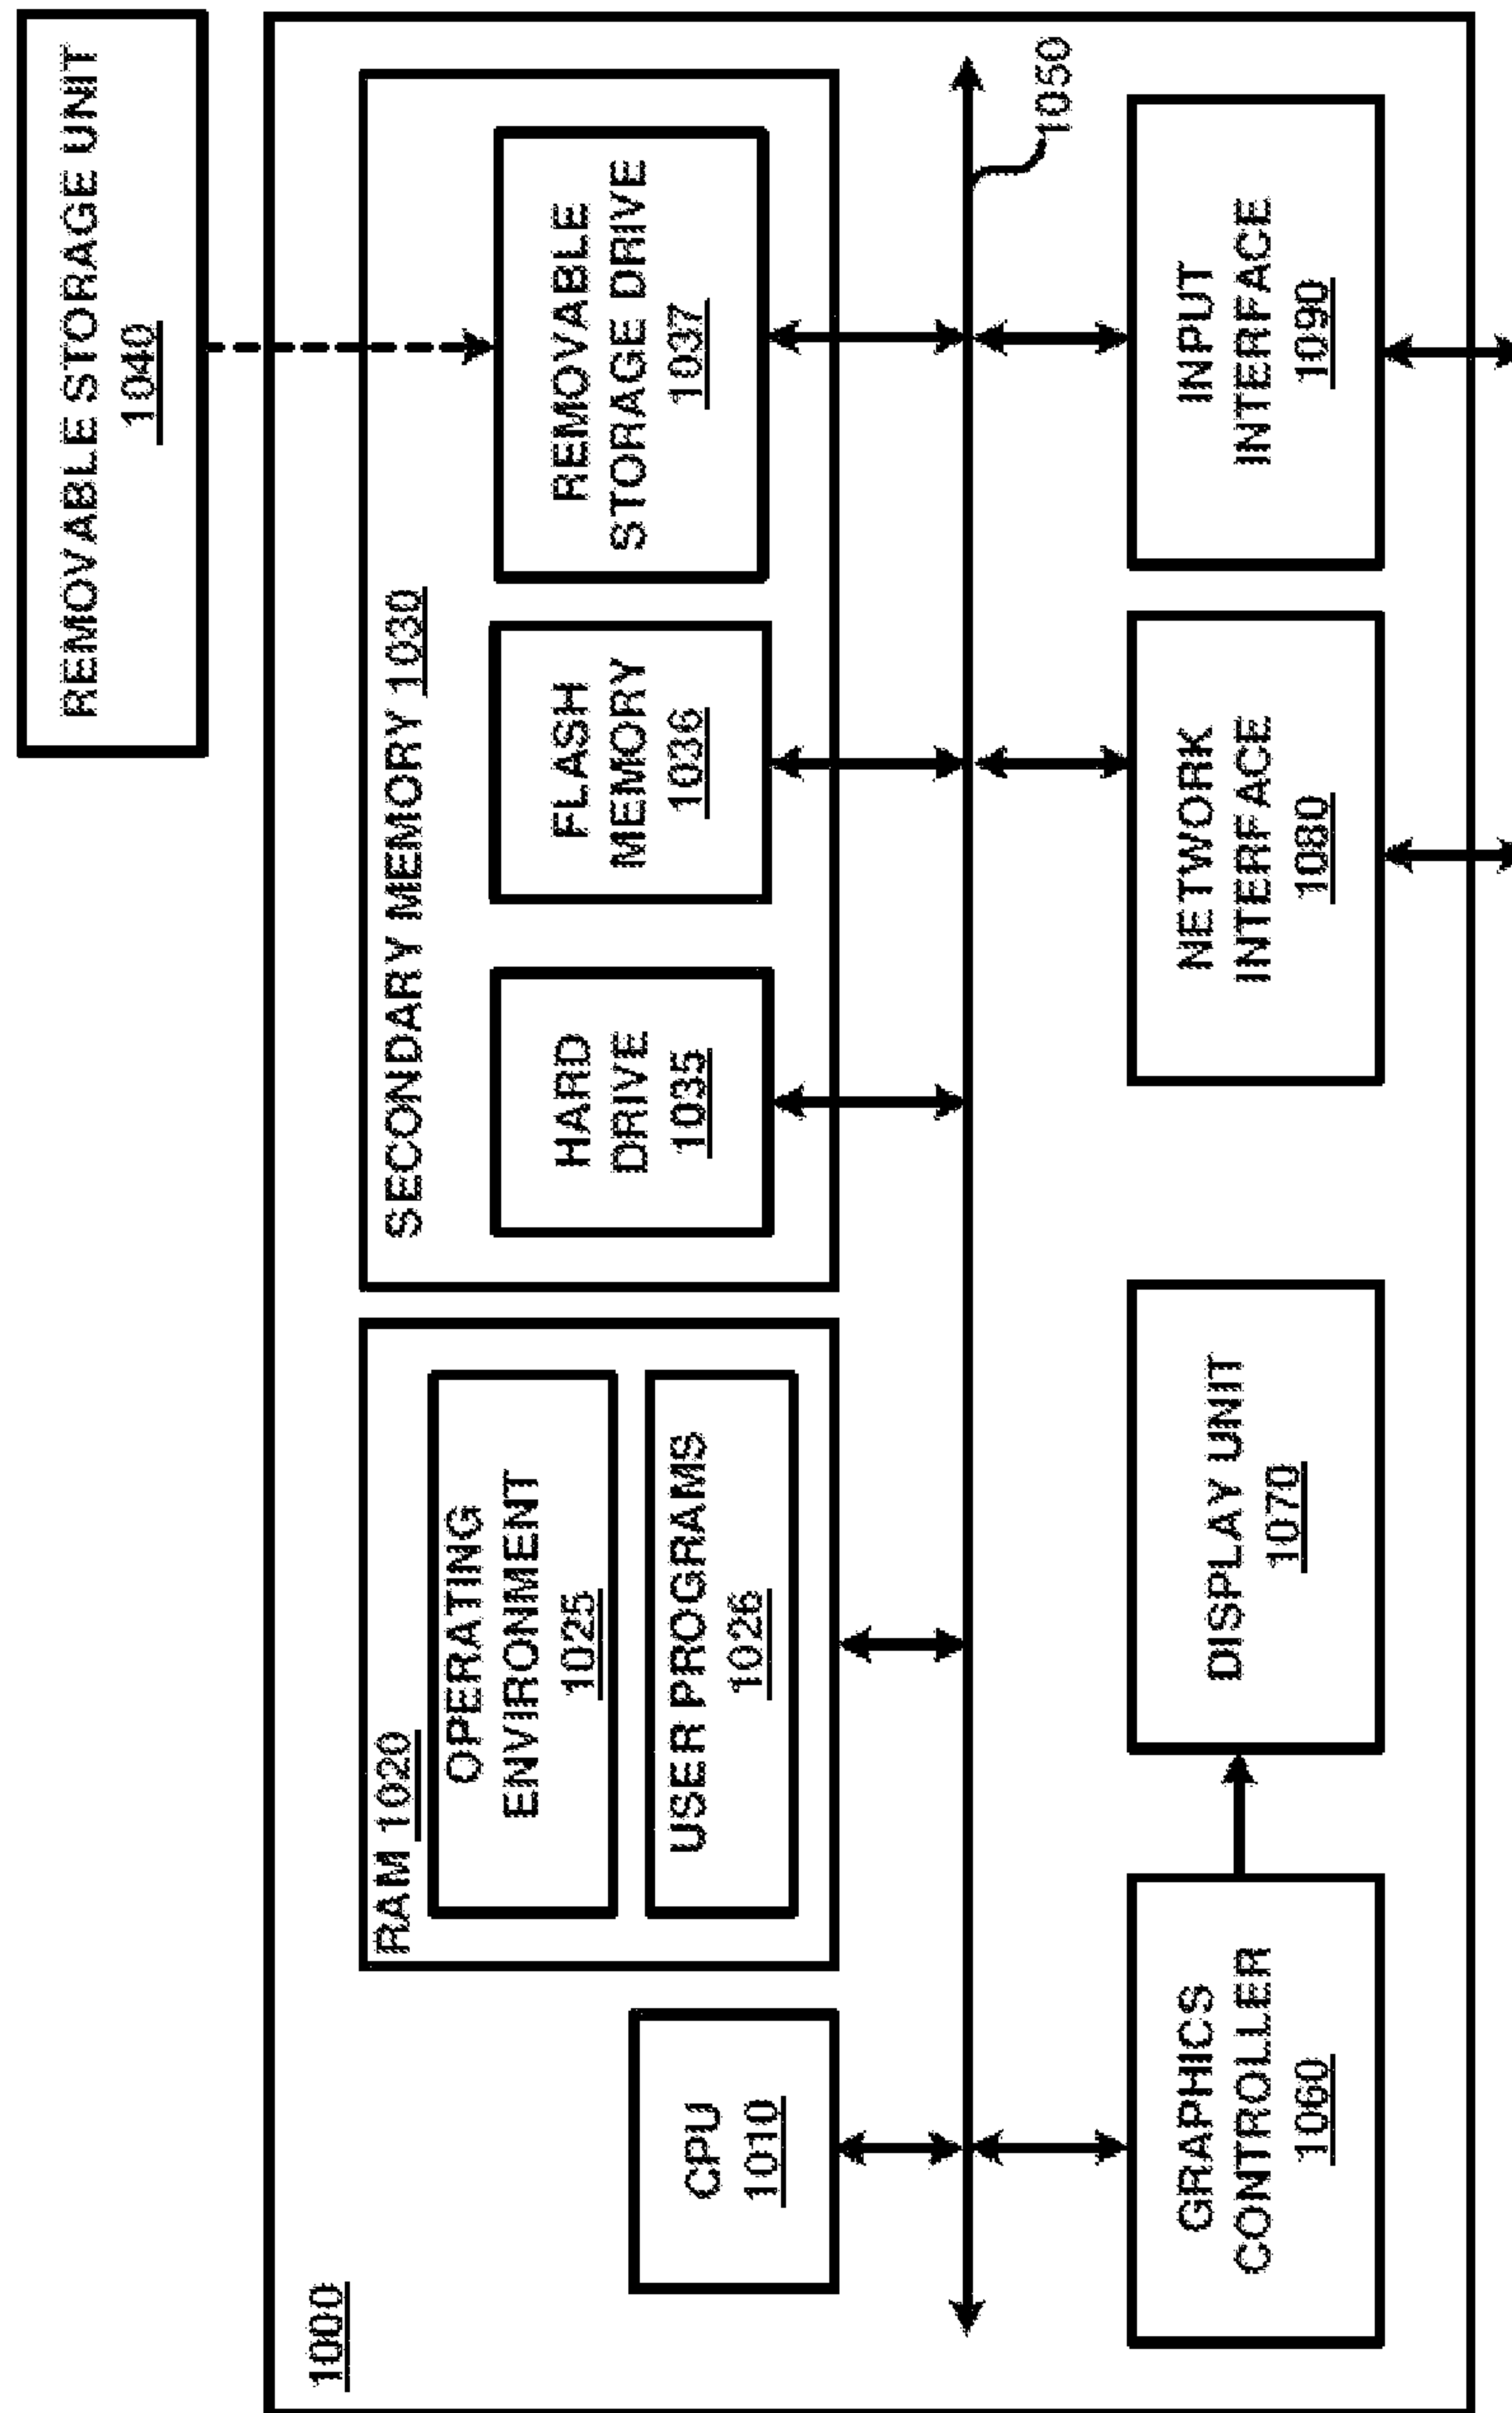 REMOVABLE STORAGE UNIT
1040
1000
RAM 1020
OPERATING
ENVIRONMENT
1025
USER PROGRAMS
1026
CPU
1010
SECONDARY MEMORY 1030
HARD
DRIVE
1035
FLASH
MEMORY
1036
REMOVABLE
STORAGE DRIVE
1037
1050
GRAPHICS
CONTROLLER
1060
DISPLAY UNIT
1070
NETWORK
INTERFACE
1080
INPUT
INTERFACE
1090